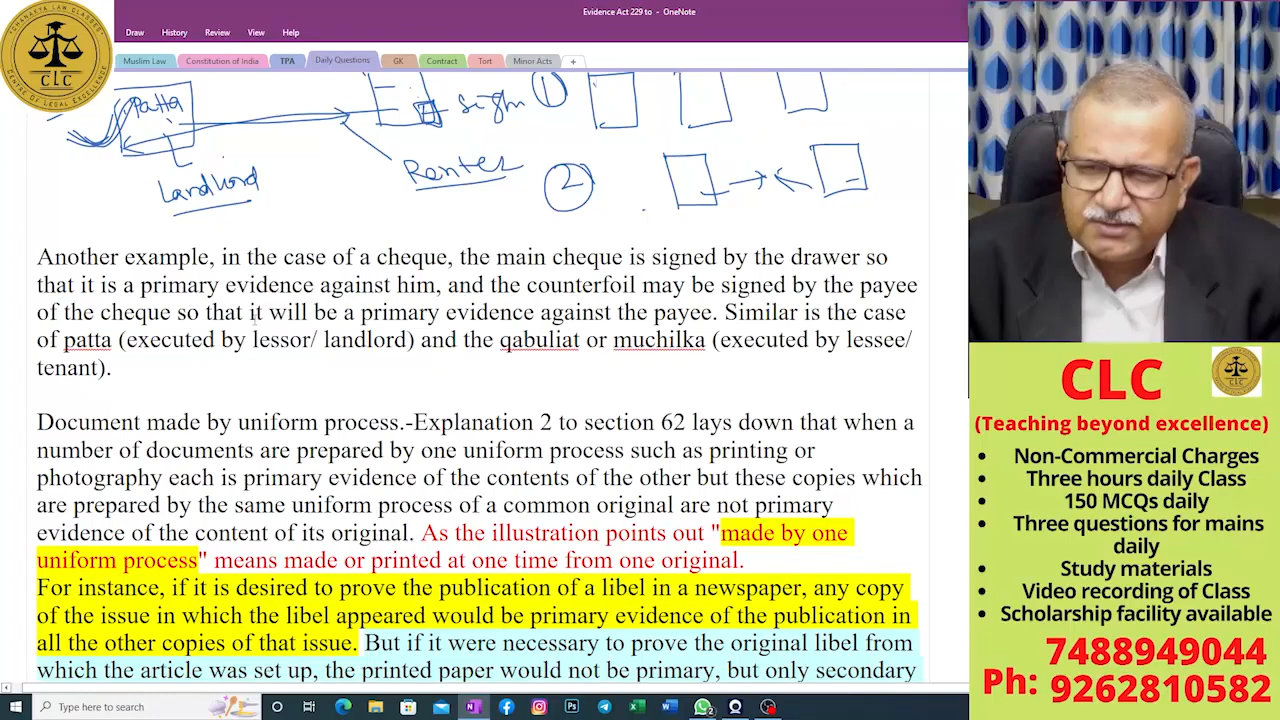 Evidence Act 229 to - OneNote
Draw History Review View Help
Muslim Law Constitution of India TPA Daily Questions GK Contract Tort Minor Acts +
CHANAKYA LAW CLASSES
CLC
CENTRE OF LEGAL EXCELLENCE
Patta
Sign
1
Landlord
Renter
2
Another example, in the case of a cheque, the main cheque is signed by the drawer so
that it is a primary evidence against him, and the counterfoil may be signed by the payee
of the cheque so that it will be a primary evidence against the payee. Similar is the case
of patta (executed by lessor/ landlord) and the qabuliat or muchilka (executed by lessee/
tenant).
Document made by uniform process.-Explanation 2 to section 62 lays down that when a
number of documents are prepared by one uniform process such as printing or
photography each is primary evidence of the contents of the other but these copies which
are prepared by the same uniform process of a common original are not primary
evidence of the content of its original. As the illustration points out "made by one
uniform process" means made or printed at one time from one original.
For instance, if it is desired to prove the publication of a libel in a newspaper, any copy
of the issue in which the libel appeared would be primary evidence of the publication in
all the other copies of that issue. But if it were necessary to prove the original libel from
which the article was set up, the printed paper would not be primary, but only secondary
CLC
(Teaching beyond excellence)
• Non-Commercial Charges
• Three hours daily Class
• 150 MCQs daily
• Three questions for mains
daily
• Study materials
• Video recording of Class
• Scholarship facility available
7488949044
Ph: 9262810582
Type here to search